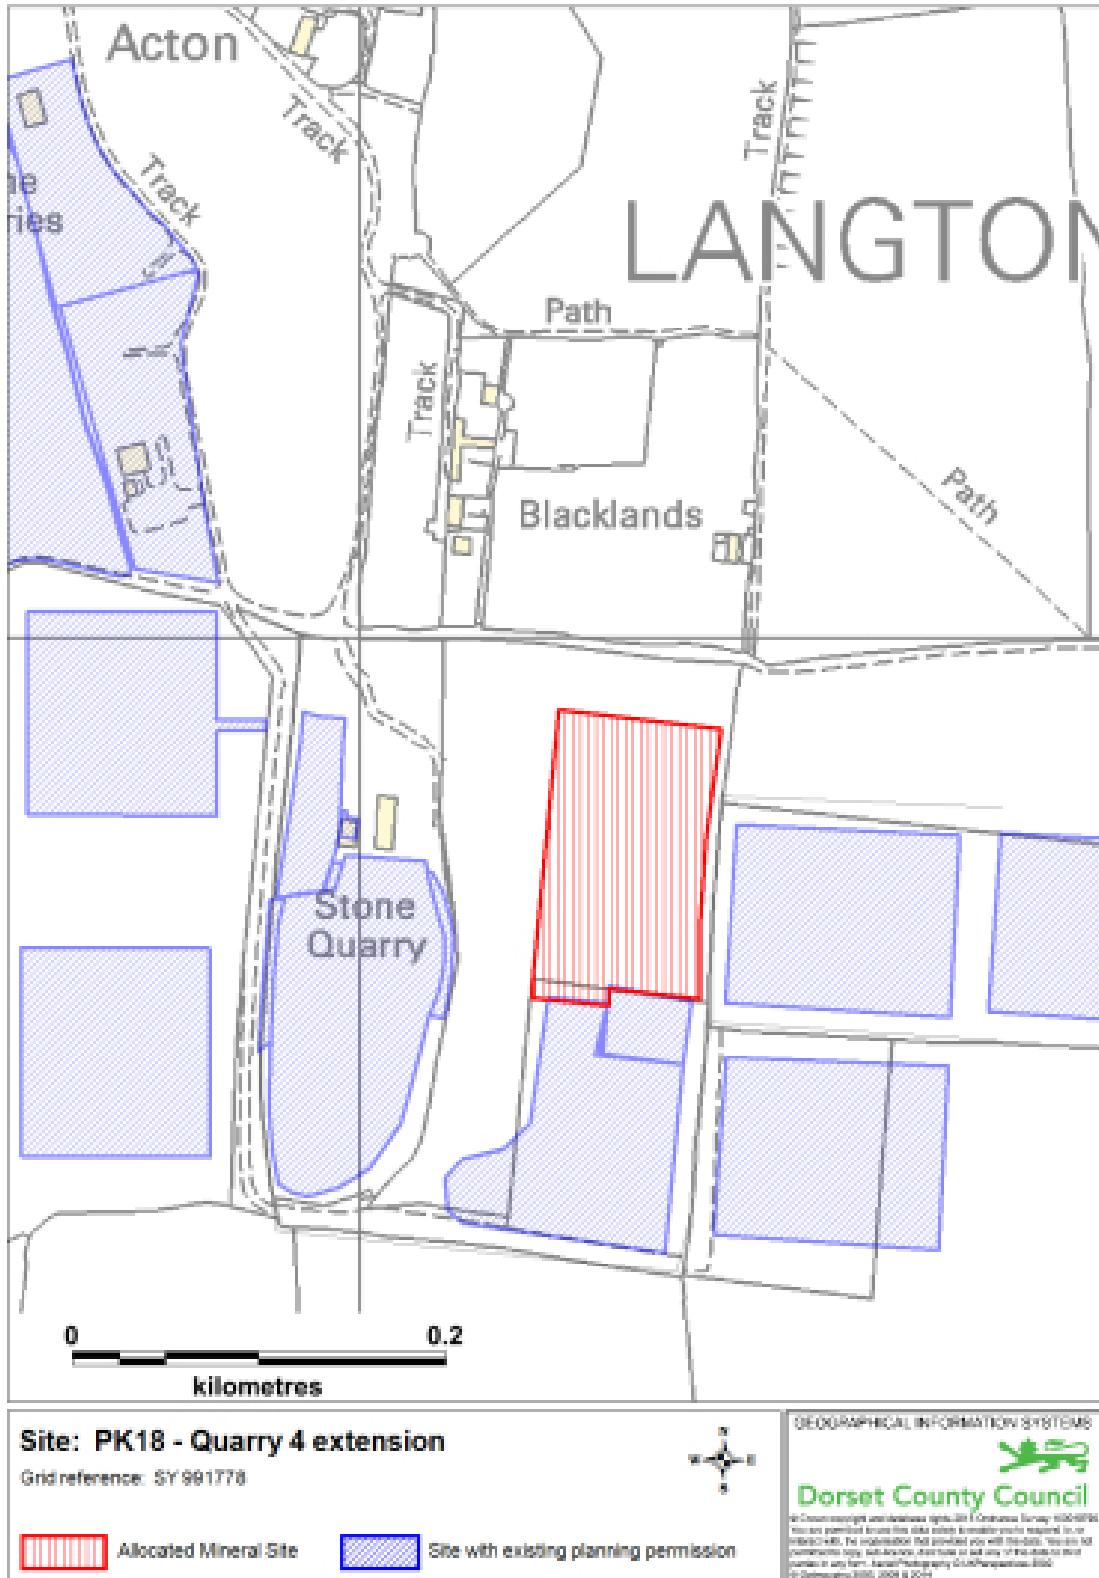 Acton
Track
Track
Track
LANGTON
Path
Track
Blacklands
Path
Stone
Quarry
0 0.2
kilometres
Site: PK18 - Quarry 4 extension
Grid reference: SY 991778
N
W E
S
Allocated Mineral Site
Site with existing planning permission
GEOGRAPHICAL INFORMATION SYSTEMS
Dorset County Council